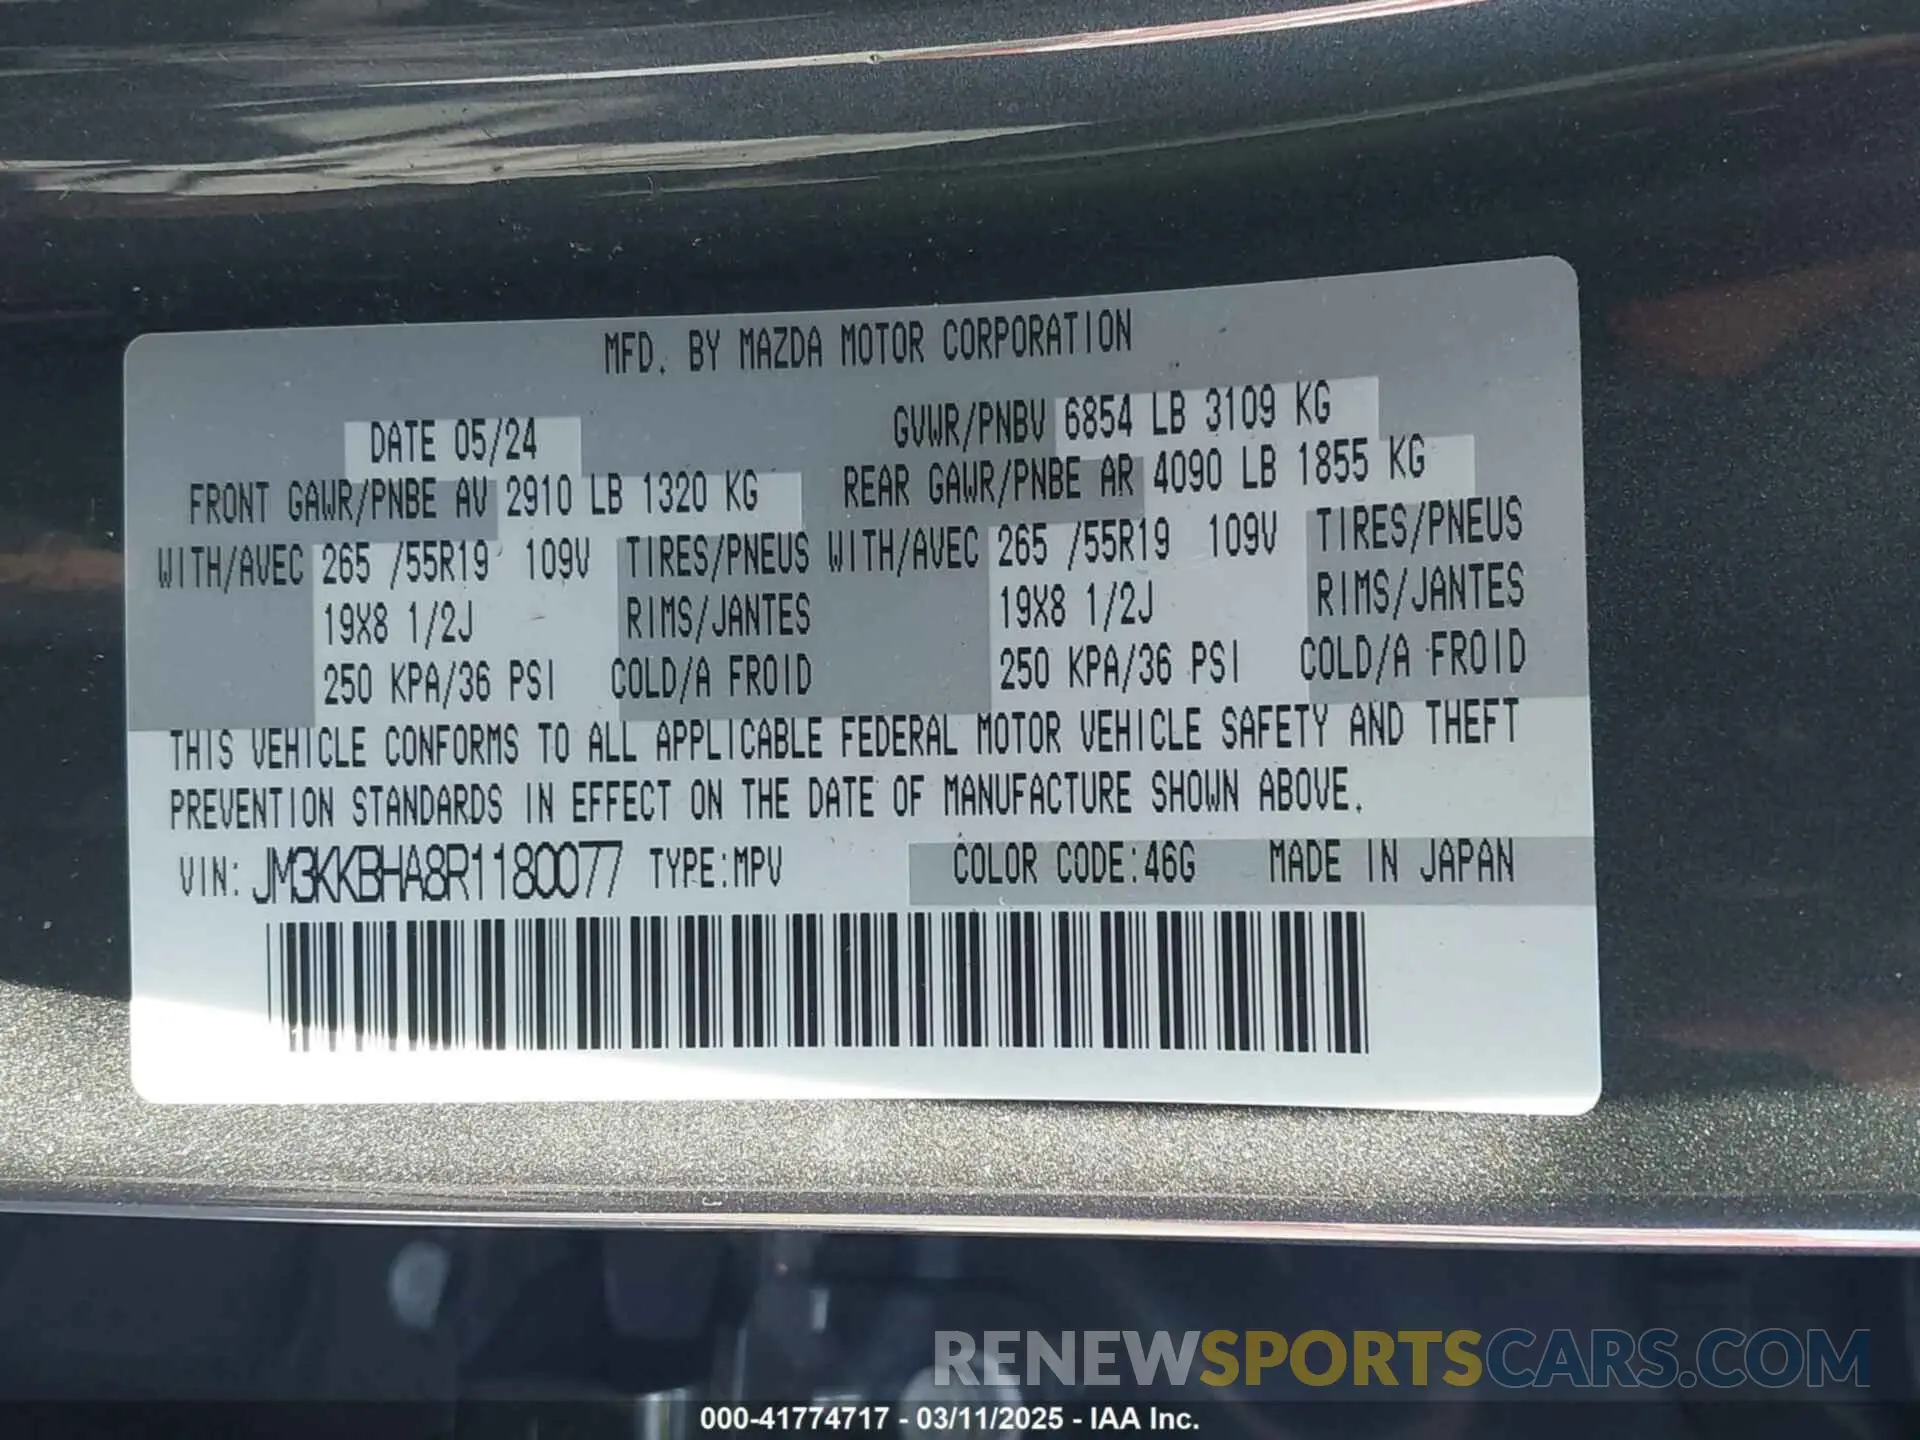 MFD. BY MAZDA MOTOR CORPORATION
DATE 05/24 GVWR/PNBV 6854 LB 3109 KG
FRONT GAWR/PNBE AV 2910 LB 1320 KG REAR GAWR/PNBE AR 4090 LB 1855 KG
WITH/AVEC 265 /55R19 109V TIRES/PNEUS WITH/AVEC 265 /55R19 109V TIRES/PNEUS
19X8 1/2J RIMS/JANTES 19X8 1/2J RIMS/JANTES
250 KPA/36 PSI COLD/A FROID 250 KPA/36 PSI COLD/A FROID
THIS VEHICLE CONFORMS TO ALL APPLICABLE FEDERAL MOTOR VEHICLE SAFETY AND THEFT
PREVENTION STANDARDS IN EFFECT ON THE DATE OF MANUFACTURE SHOWN ABOVE.
VIN: JM3KKBHA8R1180077 TYPE:MPV COLOR CODE:46G MADE IN JAPAN
RENEWSPORTSCARS.COM
000-41774717 - 03/11/2025 - IAA Inc.